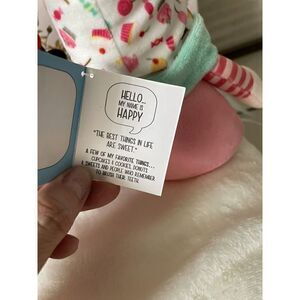 HELLO...
MY NAME IS
HAPPY
"THE BEST THINGS IN LIFE
ARE SWEET."
A FEW OF MY FAVORITE THINGS...
CUPCAKES & COOKIES, DONUTS
& SWEETS AND PEOPLE WHO REMEMBER
TO BRUSH THEIR TEETH.